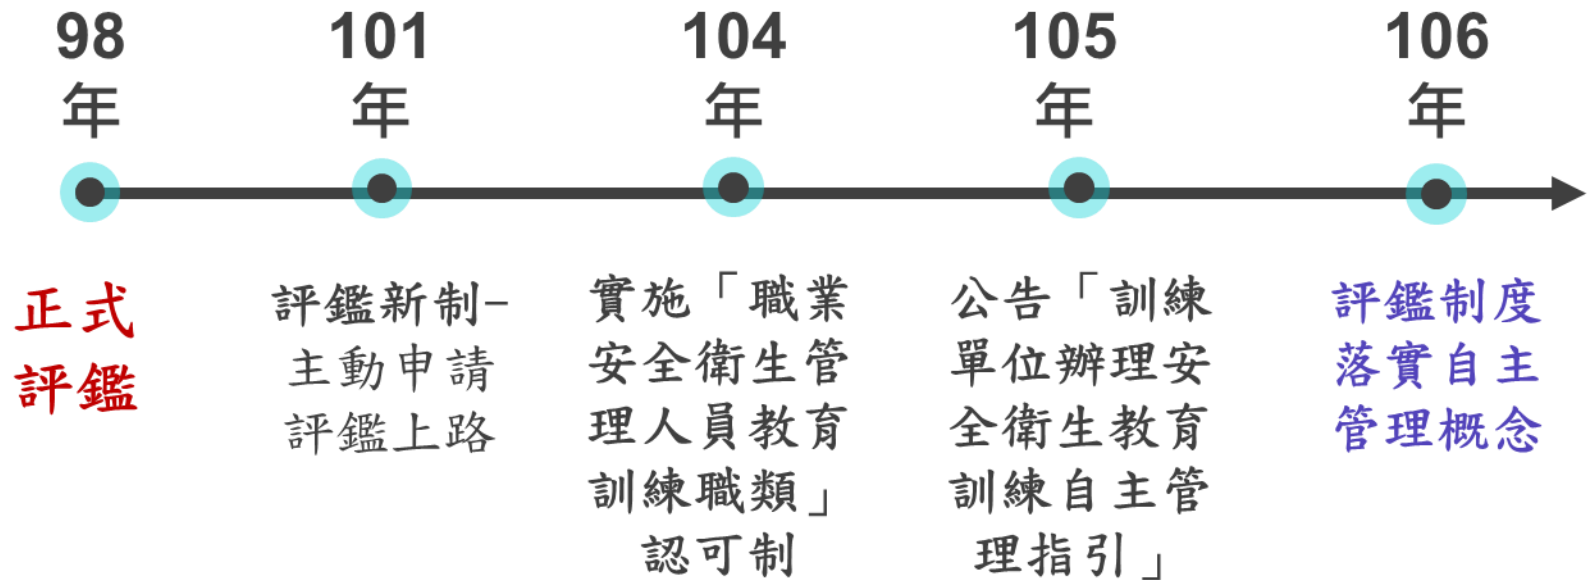 98
年
正式
評鑑
101
年
評鑑新制-
主動申請
評鑑上路
104
年
實施「職業
安全衛生管
理人員教育
訓練職類」
認可制
105
年
公告「訓練
單位辦理安
全衛生教育
訓練自主管
理指引」
106
年
評鑑制度
落實自主
管理概念